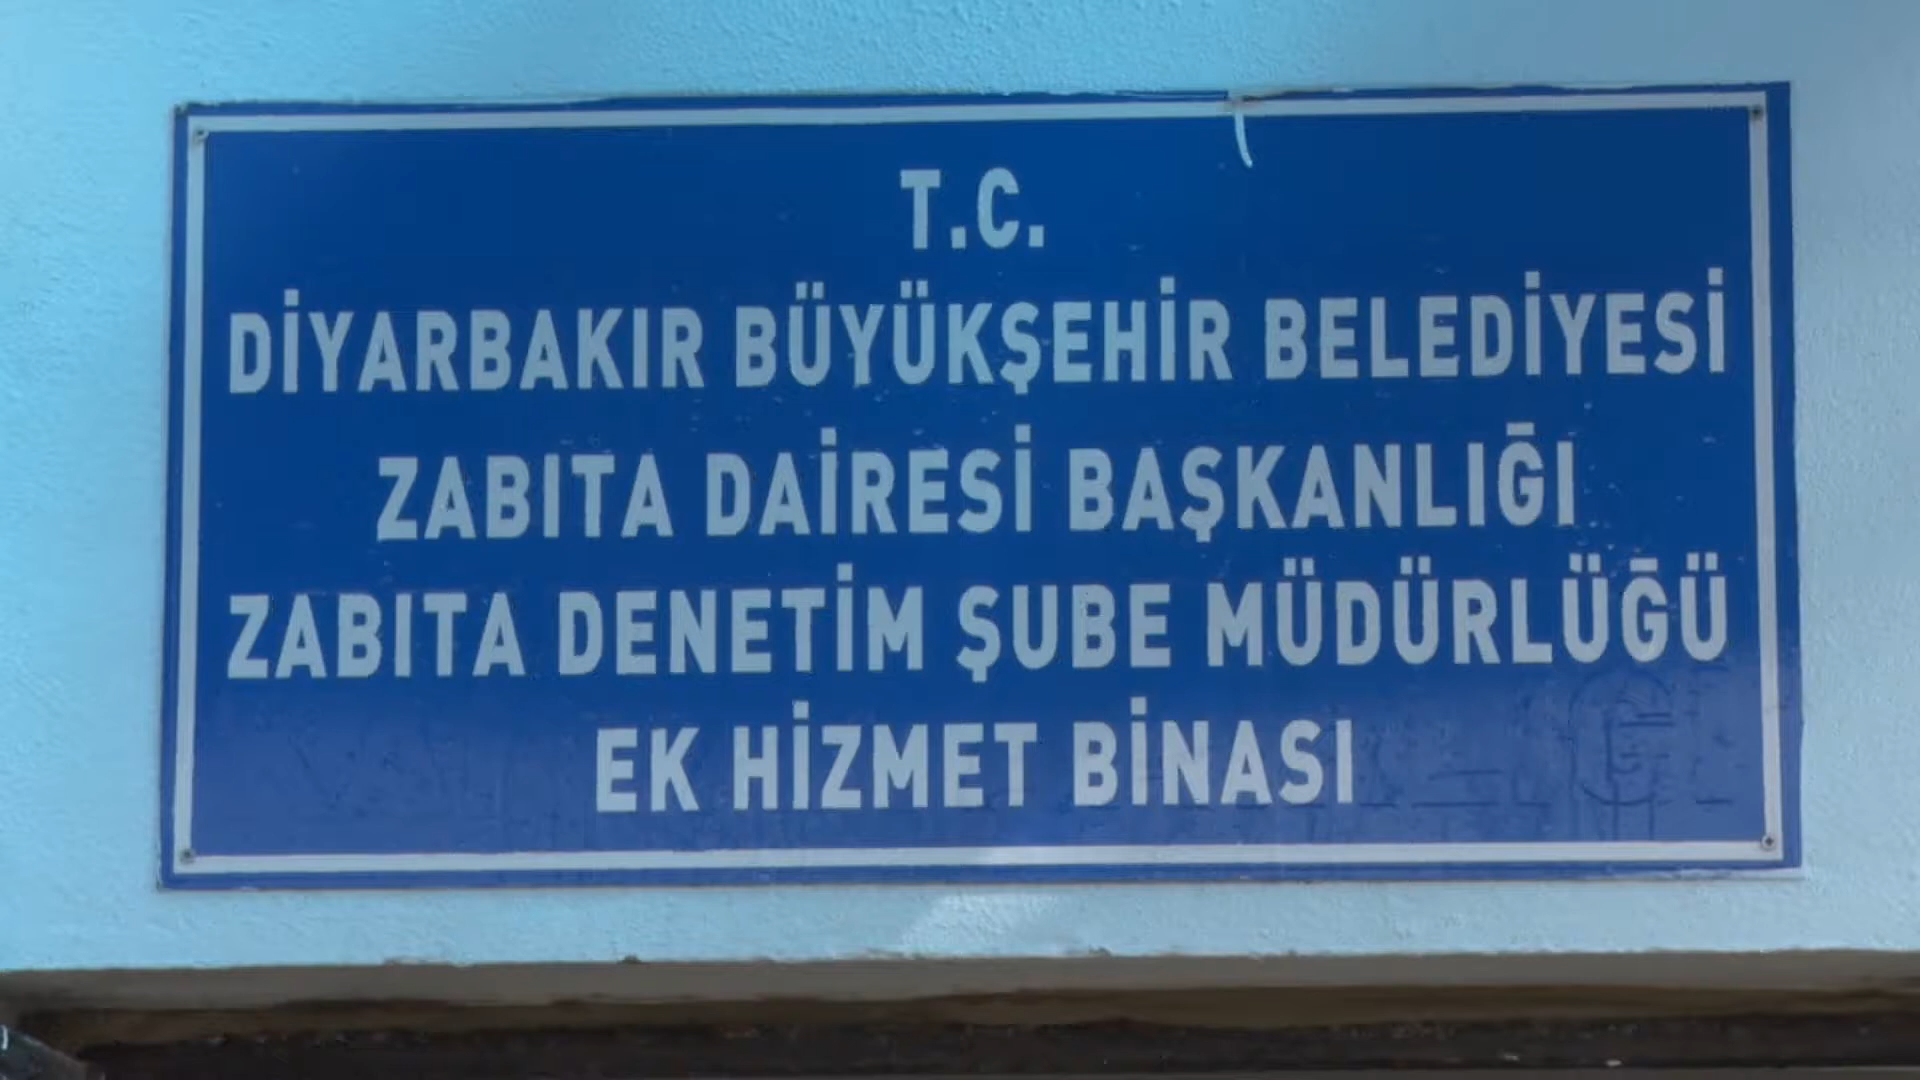 T.C.
DİYARBAKIR BÜYÜKŞEHİR BELEDİYESİ
ZABITA DAİRESİ BAŞKANLIĞI
ZABITA DENETİM ŞUBE MÜDÜRLÜĞÜ
EK HİZMET BİNASI